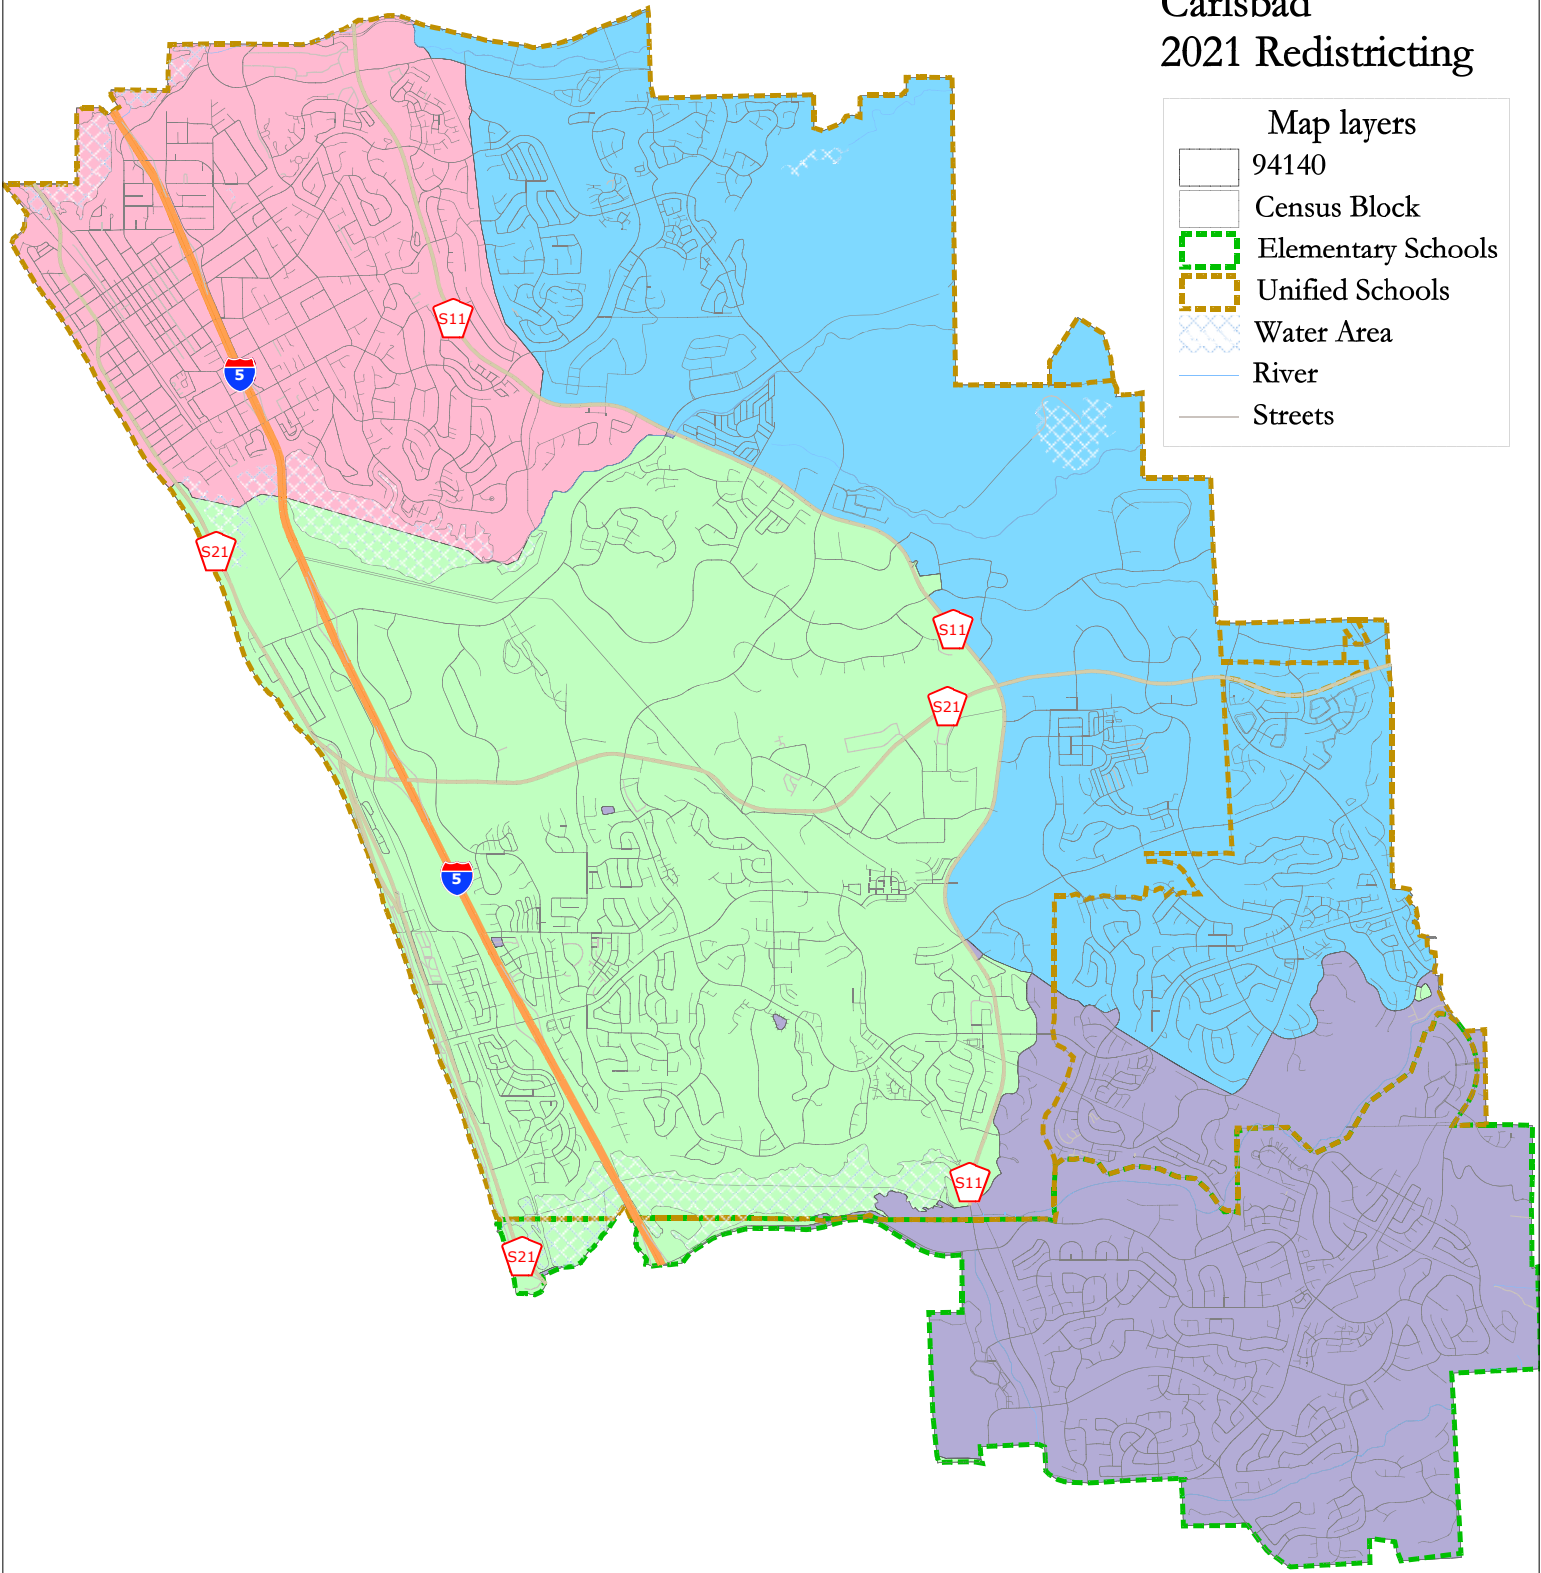 Carlsbad
2021 Redistricting
Map layers
94140
Census Block
Elementary Schools
Unified Schools
Water Area
River
Streets
S11
5
S21
S11
S21
5
S11
S21